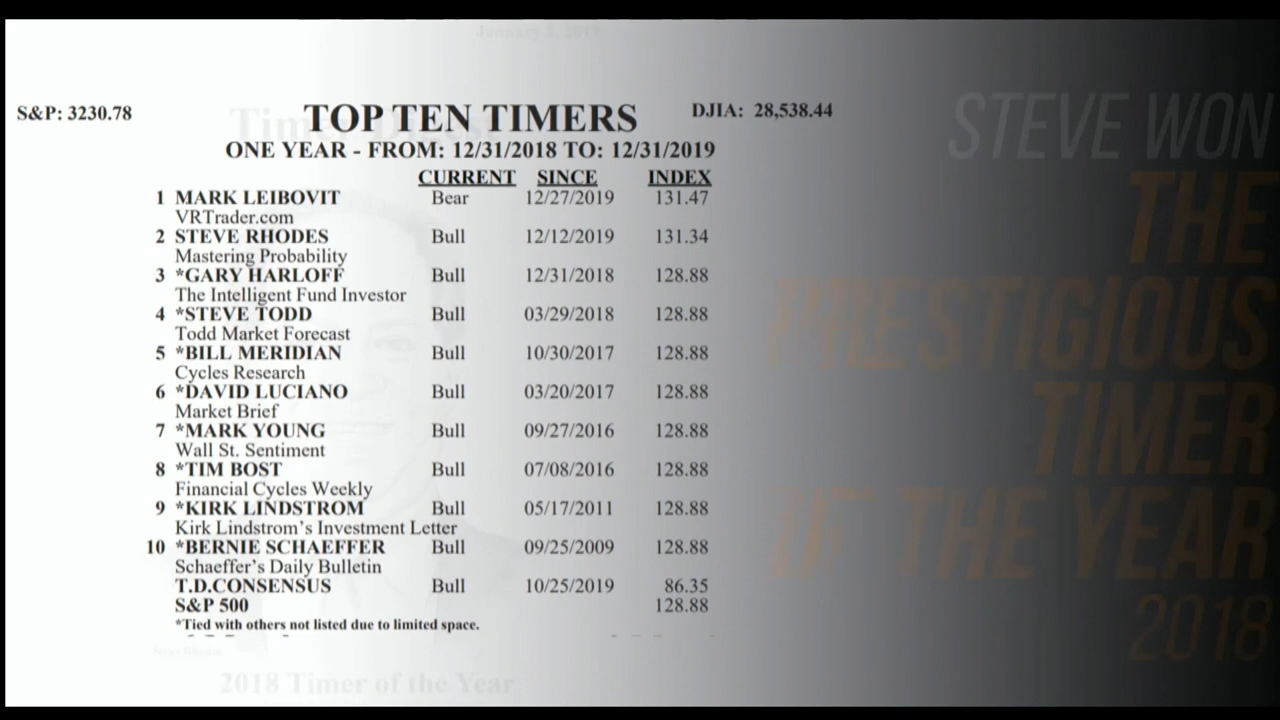 January 2, 2019
S&P: 3230.78
TOP TEN TIMERS
DJIA: 28,538.44
Timer Digest
ONE YEAR - FROM: 12/31/2018 TO: 12/31/2019
CURRENT SINCE INDEX
1 MARK LEIBOVIT Bear 12/27/2019 131.47
VRTrader.com
2 STEVE RHODES Bull 12/12/2019 131.34
Mastering Probability
3 *GARY HARLOFF Bull 12/31/2018 128.88
The Intelligent Fund Investor
4 *STEVE TODD Bull 03/29/2018 128.88
Todd Market Forecast
5 *BILL MERIDIAN Bull 10/30/2017 128.88
Cycles Research
6 *DAVID LUCIANO Bull 03/20/2017 128.88
Market Brief
7 *MARK YOUNG Bull 09/27/2016 128.88
Wall St. Sentiment
8 *TIM BOST Bull 07/08/2016 128.88
Financial Cycles Weekly
9 *KIRK LINDSTROM Bull 05/17/2011 128.88
Kirk Lindstrom's Investment Letter
10 *BERNIE SCHAEFFER Bull 09/25/2009 128.88
Schaeffer's Daily Bulletin
T.D.CONSENSUS Bull 10/25/2019 86.35
S&P 500 128.88
*Tied with others not listed due to limited space.
Steve Rhodes
2018 Timer of the Year
STEVE WON
THE
PRESTIGIOUS
TIMER
OF THE YEAR
2018